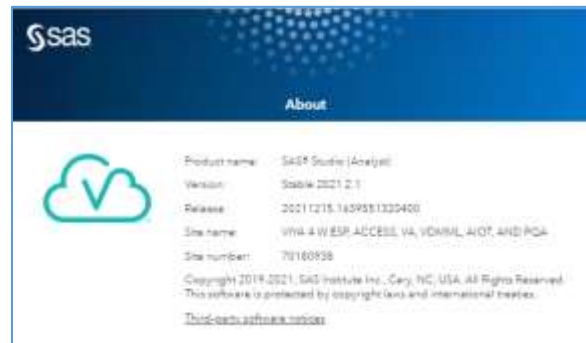 sas
About
Product name: SAS® Studio (Analyst)
Version: Stable 2021.2.1
Release: 20211215.1639551320400
Site name: VIYA 4 W ESP, ACCESS, VA, VDMML, AIOT, AND PQA
Site number: 70180938
Copyright 2019-2021, SAS Institute Inc., Cary, NC, USA. All Rights Reserved.
This software is protected by copyright laws and international treaties.
Third-party software notices